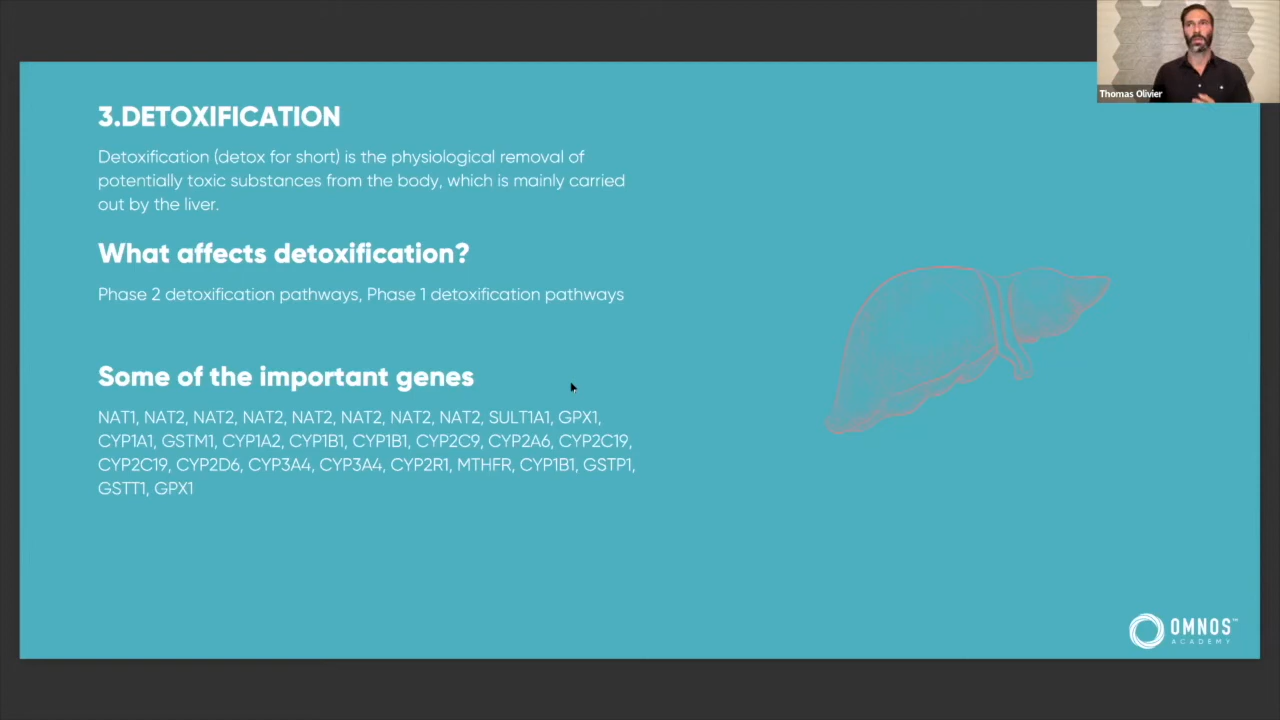 Thomas Olivier
3.DETOXIFICATION
Detoxification (detox for short) is the physiological removal of
potentially toxic substances from the body, which is mainly carried
out by the liver.
What affects detoxification?
Phase 2 detoxification pathways, Phase 1 detoxification pathways
Some of the important genes
NAT1, NAT2, NAT2, NAT2, NAT2, NAT2, NAT2, NAT2, SULT1A1, GPX1,
CYP1A1, GSTM1, CYP1A2, CYP1B1, CYP1B1, CYP2C9, CYP2A6, CYP2C19,
CYP2C19, CYP2D6, CYP3A4, CYP3A4, CYP2R1, MTHFR, CYP1B1, GSTP1,
GSTT1, GPX1
OMNOS™
ACADEMY